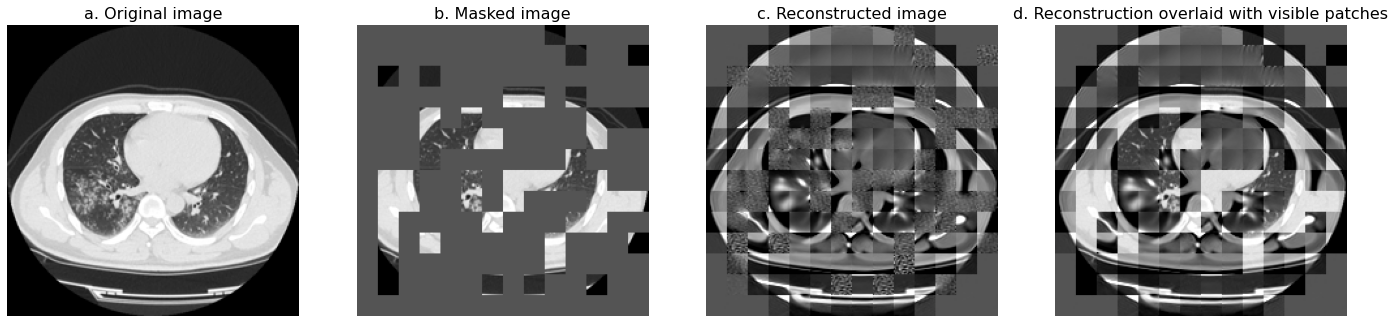 a. Original image
b. Masked image
c. Reconstructed image
d. Reconstruction overlaid with visible patches